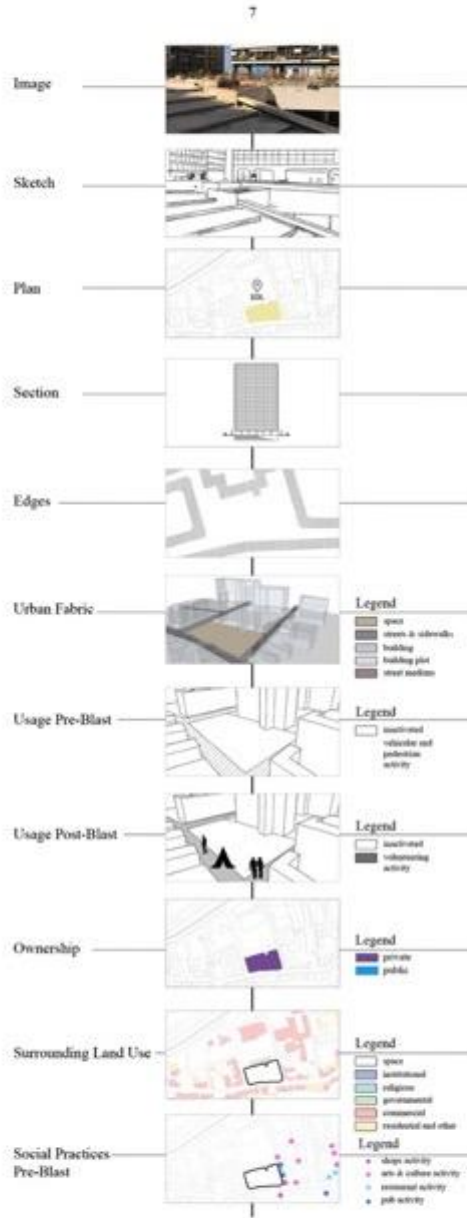 7
Image
Sketch
Plan
Section
Edges
Urban Fabric
Legend
space
streets & sidewalks
building
building plot
street medians
Usage Pre-Blast
Legend
inactivated
vehicular and
pedestrian
activity
Usage Post-Blast
Legend
inactivated
volunteering
activity
Ownership
Legend
private
public
Surrounding Land Use
Legend
space
institutional
religious
governmental
commercial
residential and other
Social Practices
Pre-Blast
Legend
shops activity
arts & culture activity
restaurant activity
pub activity